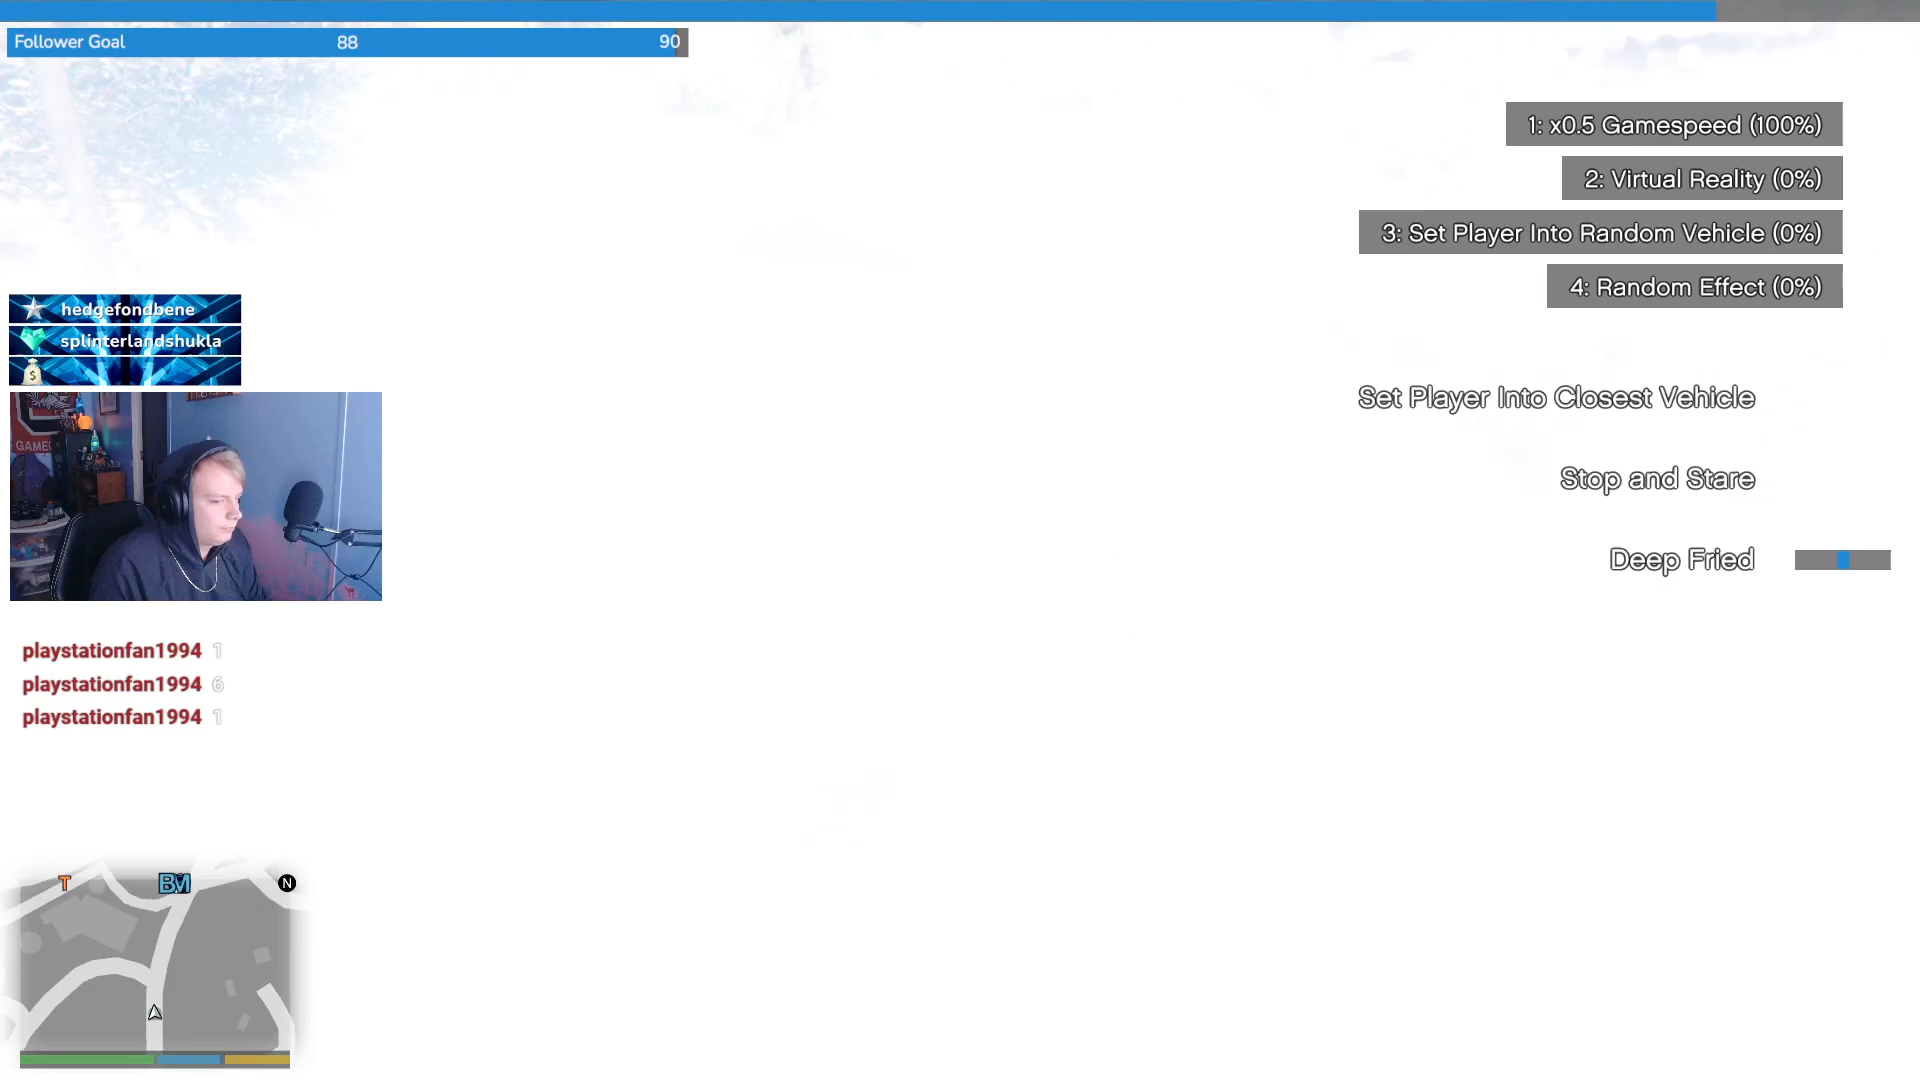 Follower Goal 88 90
1: x0.5 Gamespeed (100%)
2: Virtual Reality (0%)
3: Set Player Into Random Vehicle (0%)
4: Random Effect (0%)
hedgefondbene
splinterlandshukla
Set Player Into Closest Vehicle
Stop and Stare
Deep Fried
playstationfan1994 1
playstationfan1994 6
playstationfan1994 1
T
N